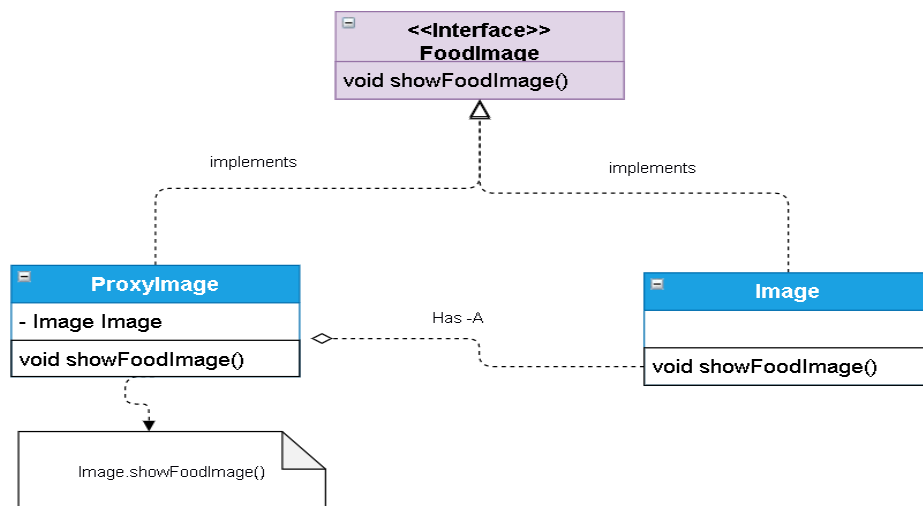 <<Interface>>
FoodImage
void showFoodImage()
implements
implements
ProxyImage
- Image Image
void showFoodImage()
Has -A
Image
void showFoodImage()
Image.showFoodImage()